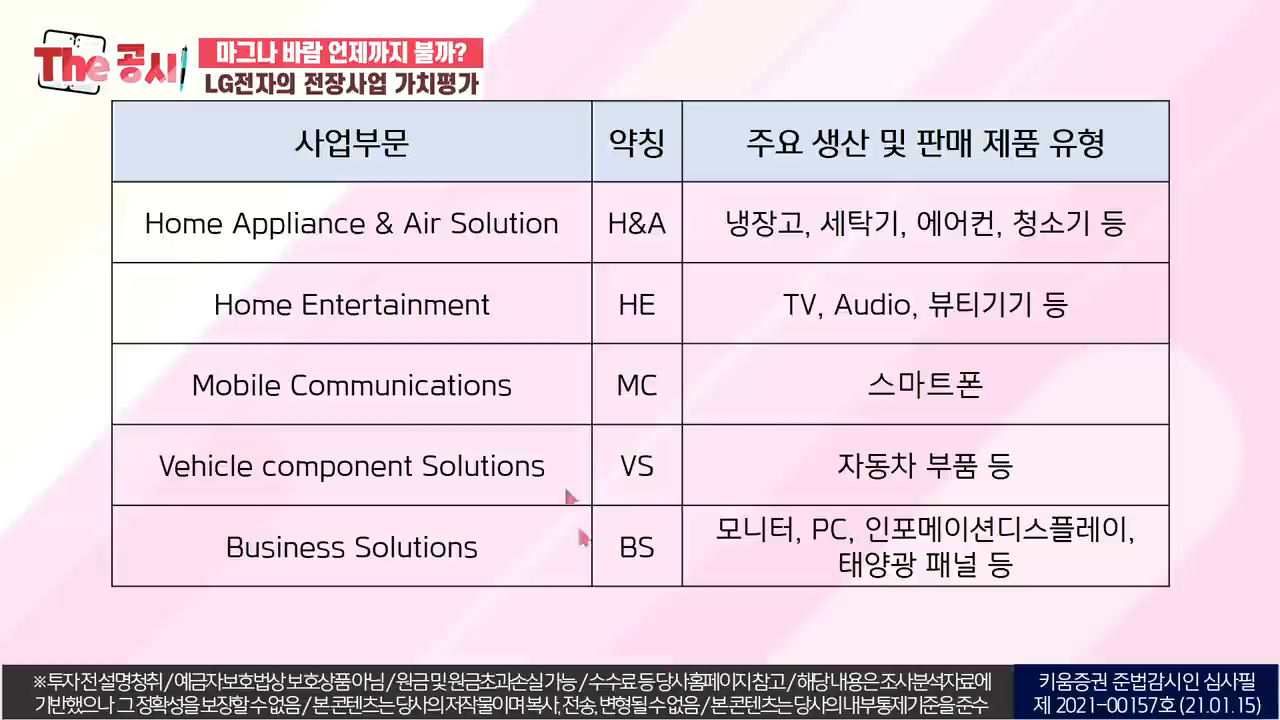 The 공시
마그나 바람 언제까지 불까?
LG전자의 전장사업 가치평가
사업부문 약칭 주요 생산 및 판매 제품 유형
Home Appliance & Air Solution H&A 냉장고, 세탁기, 에어컨, 청소기 등
Home Entertainment HE TV, Audio, 뷰티기기 등
Mobile Communications MC 스마트폰
Vehicle component Solutions VS 자동차 부품 등
Business Solutions BS 모니터, PC, 인포메이션디스플레이,
태양광 패널 등
※ 투자 전 설명청취 / 예금자보호법상 보호상품 아님 / 원금 및 원금초과손실 가능 / 수수료 등 당사홈페이지 참고 / 해당 내용은 조사분석자료에
기반했으나 그 정확성을 보장할 수 없음 / 본 콘텐츠는 당사의 저작물이며 복사, 전송, 변형될 수 없음 / 본 콘텐츠는 당사의 내부통제기준을 준수
키움증권 준법감시인 심사필
제 2021-00157호 (21.01.15)